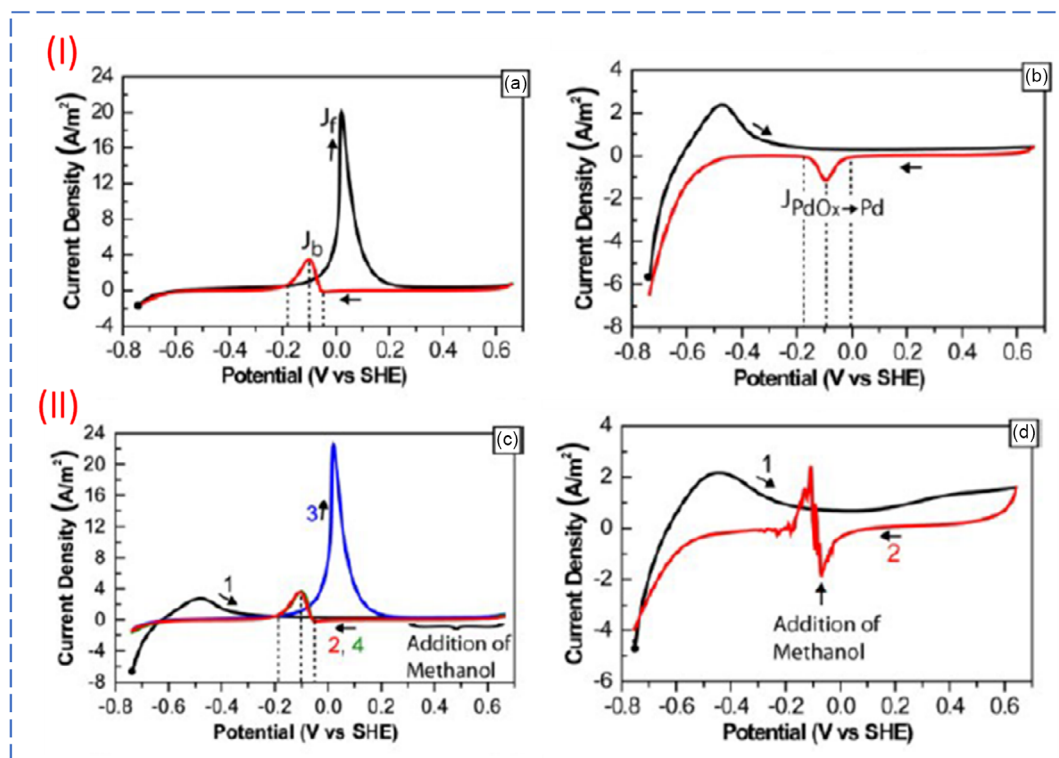 (I)
(a)
24
20
16
12
8
4
0
-4
Current Density (A/m²)
J_f
J_b
-0.8 -0.6 -0.4 -0.2 0.0 0.2 0.4 0.6
Potential (V vs SHE)
(b)
4
2
0
-2
-4
-6
-8
Current Density (A/m²)
J_PdOx→Pd
-0.8 -0.6 -0.4 -0.2 0.0 0.2 0.4 0.6
Potential (V vs SHE)
(II)
(c)
24
20
16
12
8
4
0
-4
-8
Current Density (A/m²)
3
1
2, 4
Addition of
Methanol
-0.8 -0.6 -0.4 -0.2 0.0 0.2 0.4 0.6
Potential (V vs SHE)
(d)
4
2
0
-2
-4
-6
Current Density (A/m²)
1
2
Addition of
Methanol
-0.8 -0.6 -0.4 -0.2 0.0 0.2 0.4 0.6
Potential (V vs SHE)